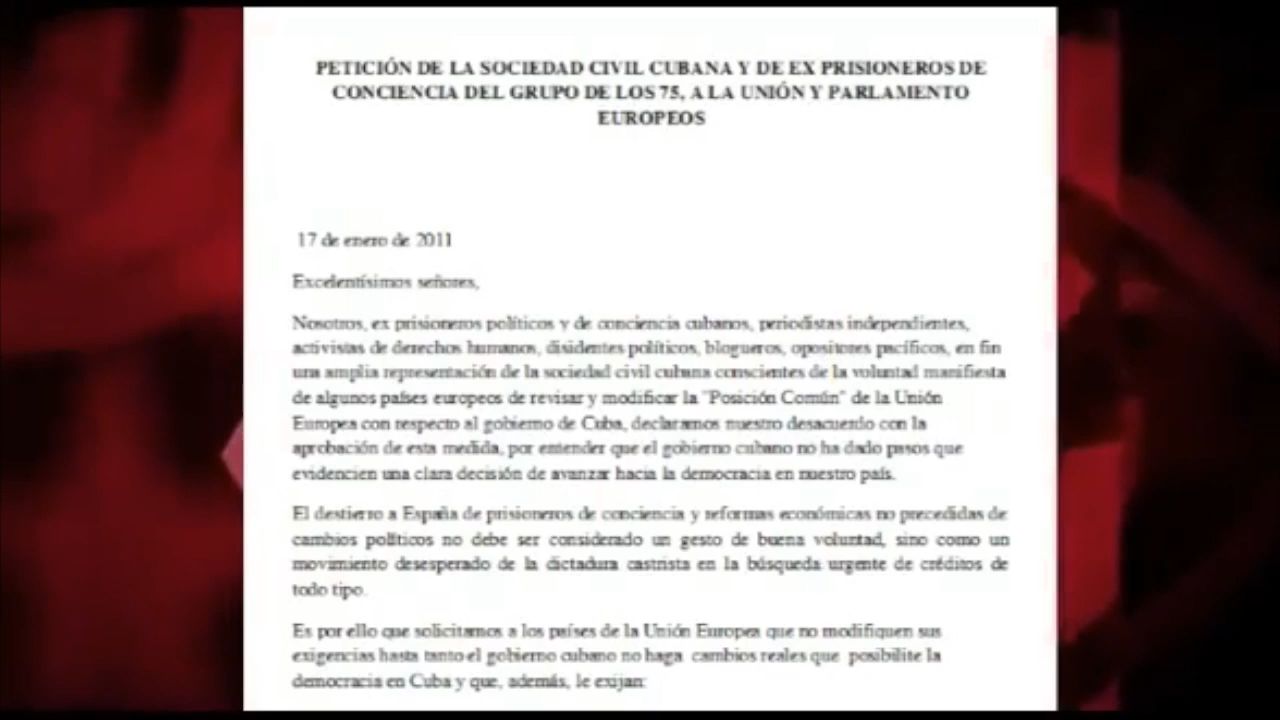 PETICIÓN DE LA SOCIEDAD CIVIL CUBANA Y DE EX PRISIONEROS DE
CONCIENCIA DEL GRUPO DE LOS 75, A LA UNIÓN Y PARLAMENTO
EUROPEOS
17 de enero de 2011
Excelentísimos señores,
Nosotros, ex prisioneros políticos y de conciencia cubanos, periodistas independientes,
activistas de derechos humanos, disidentes políticos, blogueros, opositores pacíficos, en fin
una amplia representación de la sociedad civil cubana conscientes de la voluntad manifiesta
de algunos países europeos de revisar y modificar la "Posición Común" de la Unión
Europea con respecto al gobierno de Cuba, declaramos nuestro desacuerdo con la
aprobación de esta medida, por entender que el gobierno cubano no ha dado pasos que
evidencien una clara decisión de avanzar hacia la democracia en nuestro país.
El destierro a España de prisioneros de conciencia y reformas económicas no precedidas de
cambios políticos no debe ser considerado un gesto de buena voluntad, sino como un
movimiento desesperado de la dictadura castrista en la búsqueda urgente de créditos de
todo tipo.
Es por ello que solicitamos a los países de la Unión Europea que no modifiquen sus
exigencias hasta tanto el gobierno cubano no haga cambios reales que posibilite la
democracia en Cuba y que, además, le exijan: